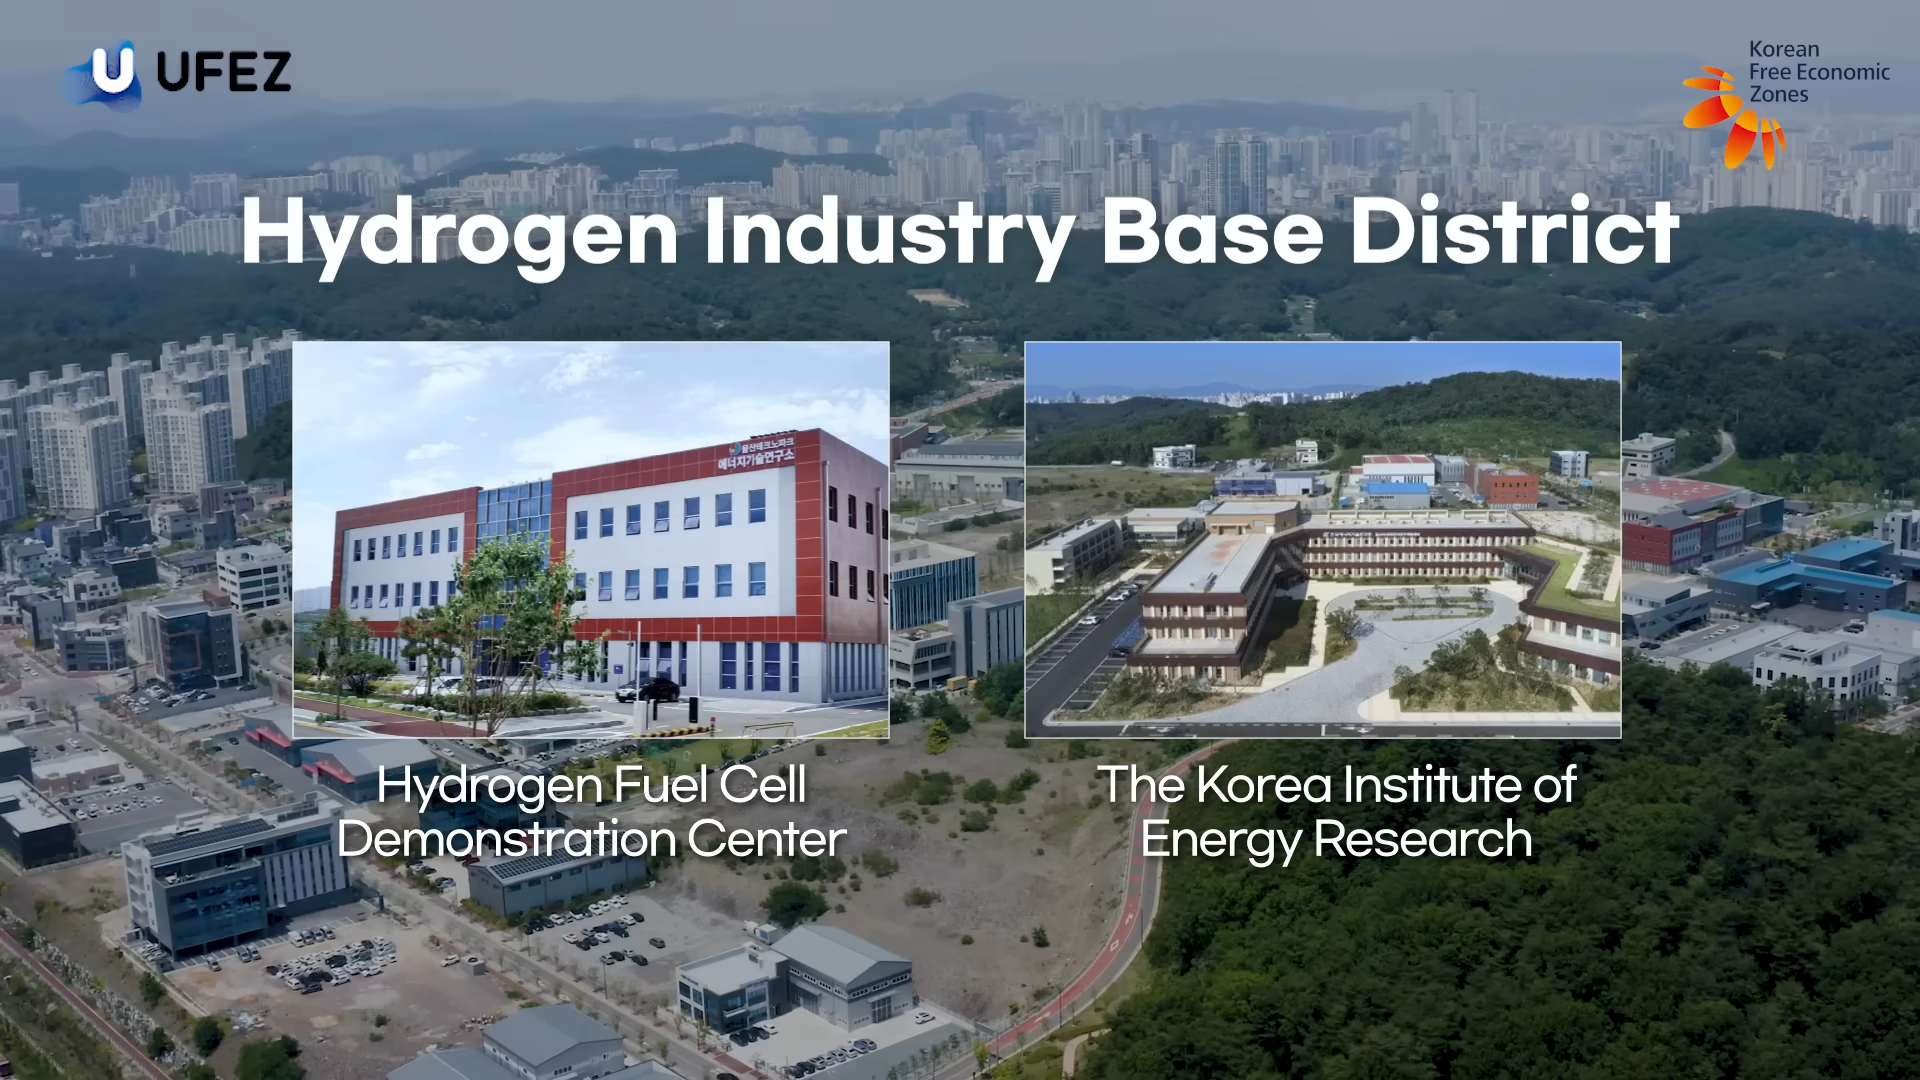 UFEZ
Korean
Free Economic
Zones
Hydrogen Industry Base District
울산테크노파크
에너지기술연구소
Hydrogen Fuel Cell
Demonstration Center
The Korea Institute of
Energy Research